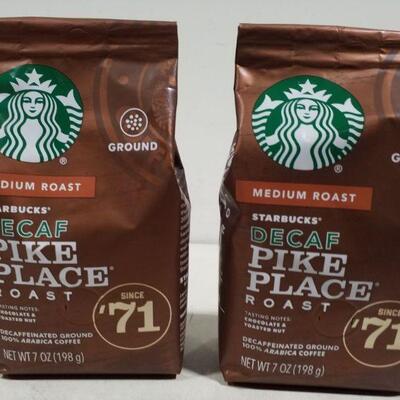 ®
GROUND
MEDIUM ROAST
STARBUCKS®
DECAF
PIKE
PLACE®
ROAST
TASTING NOTES:
CHOCOLATE &
TOASTED NUT
SINCE
'71
DECAFFEINATED GROUND
100% ARABICA COFFEE
NET WT 7 OZ (198 g)
®
G
MEDIUM ROAST
STARBUCKS®
DECAF
PIKE
PLACE®
ROAST
TASTING NOTES:
CHOCOLATE &
TOASTED NUT
SINCE
'71
DECAFFEINATED GROUND
100% ARABICA COFFEE
NET WT 7 OZ (198 g)